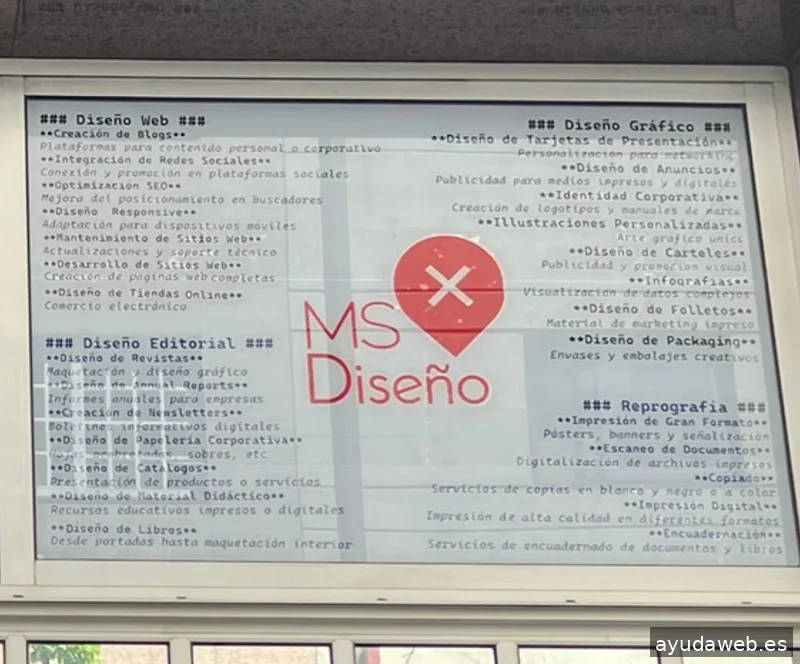 ### Diseño Web ###
**Creación de Blogs**
Plataformas para contenido personal o corporativo
**Integración de Redes Sociales**
Conexión y promoción en plataformas sociales
**Optimización SEO**
Mejora del posicionamiento en buscadores
**Diseño Responsive**
Adaptación para dispositivos móviles
**Mantenimiento de Sitios Web**
Actualizaciones y soporte técnico
**Desarrollo de Sitios Web**
Creación de páginas web completas
**Diseño de Tiendas Online**
Comercio electrónico
### Diseño Editorial ###
**Diseño de Revistas**
Maquetación y diseño gráfico
**Diseño de Annual Reports**
Informes anuales para empresas
**Creación de Newsletters**
Boletines informativos digitales
**Diseño de Papelería Corporativa**
Hojas membretadas, sobres, etc
**Diseño de Catálogos**
Presentación de productos o servicios
**Diseño de Material Didáctico**
Recursos educativos impresos o digitales
**Diseño de Libros**
Desde portadas hasta maquetación interior
MS
Diseño
### Diseño Gráfico ###
**Diseño de Tarjetas de Presentación**
Personalización para networking
**Diseño de Anuncios**
Publicidad para medios impresos y digitales
**Identidad Corporativa**
Creación de logotipos y manuales de marca
**Illustraciones Personalizadas**
Arte gráfico único
**Diseño de Carteles**
Publicidad y promoción visual
**Infografías**
Visualización de datos complejos
**Diseño de Folletos**
Material de marketing impreso
**Diseño de Packaging**
Envases y embalajes creativos
### Reprografia ###
**Impresión de Gran Formato**
Pósters, banners y señalización
**Escaneo de Documentos**
Digitalización de archivos impresos
**Copiado**
Servicios de copias en blanco y negro o a color
**Impresión Digital**
Impresión de alta calidad en diferentes formatos
**Encuadernación**
Servicios de encuadernado de documentos y libros
ayudaweb.es